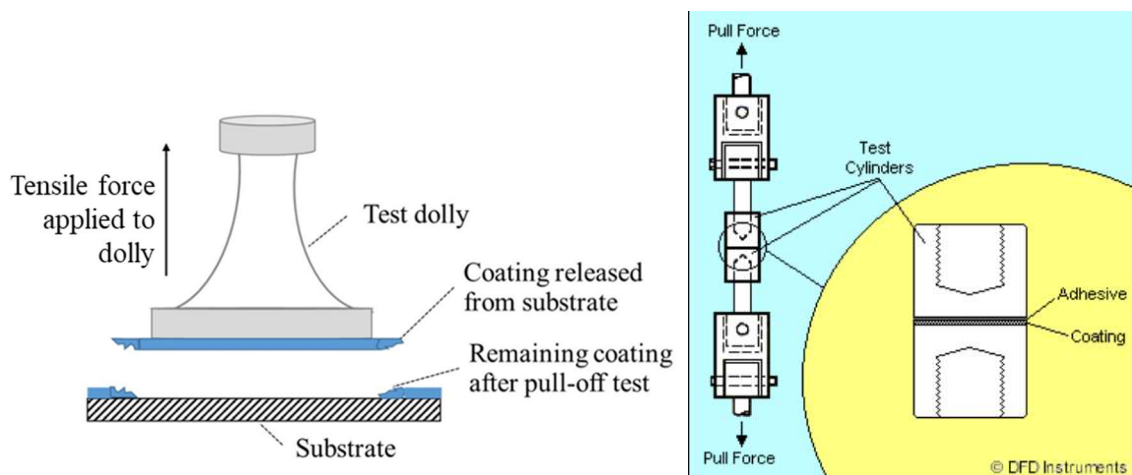 Tensile force
applied to
dolly
Test dolly
Coating released
from substrate
Remaining coating
after pull-off test
Substrate
Pull Force
Test
Cylinders
Adhesive
Coating
Pull Force
© DFD Instruments